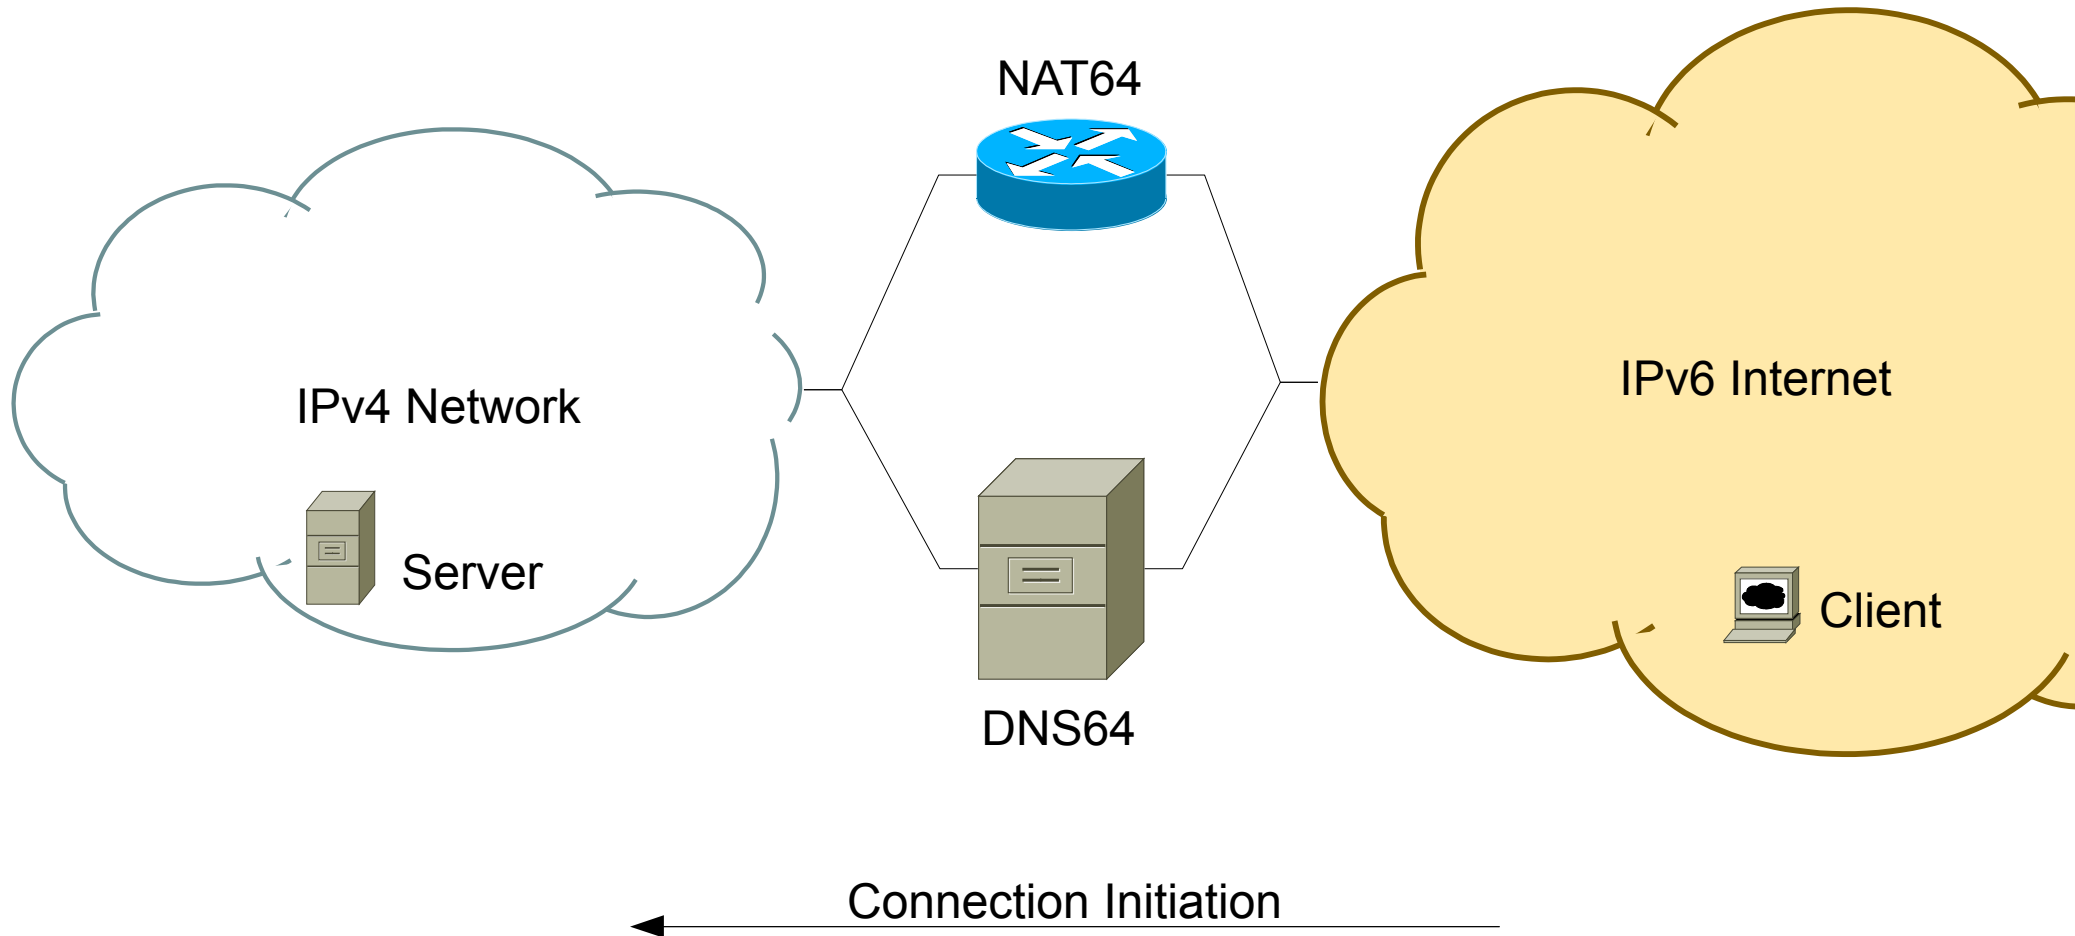 NAT64
IPv4 Network
IPv6 Internet
Server
Client
DNS64
Connection Initiation